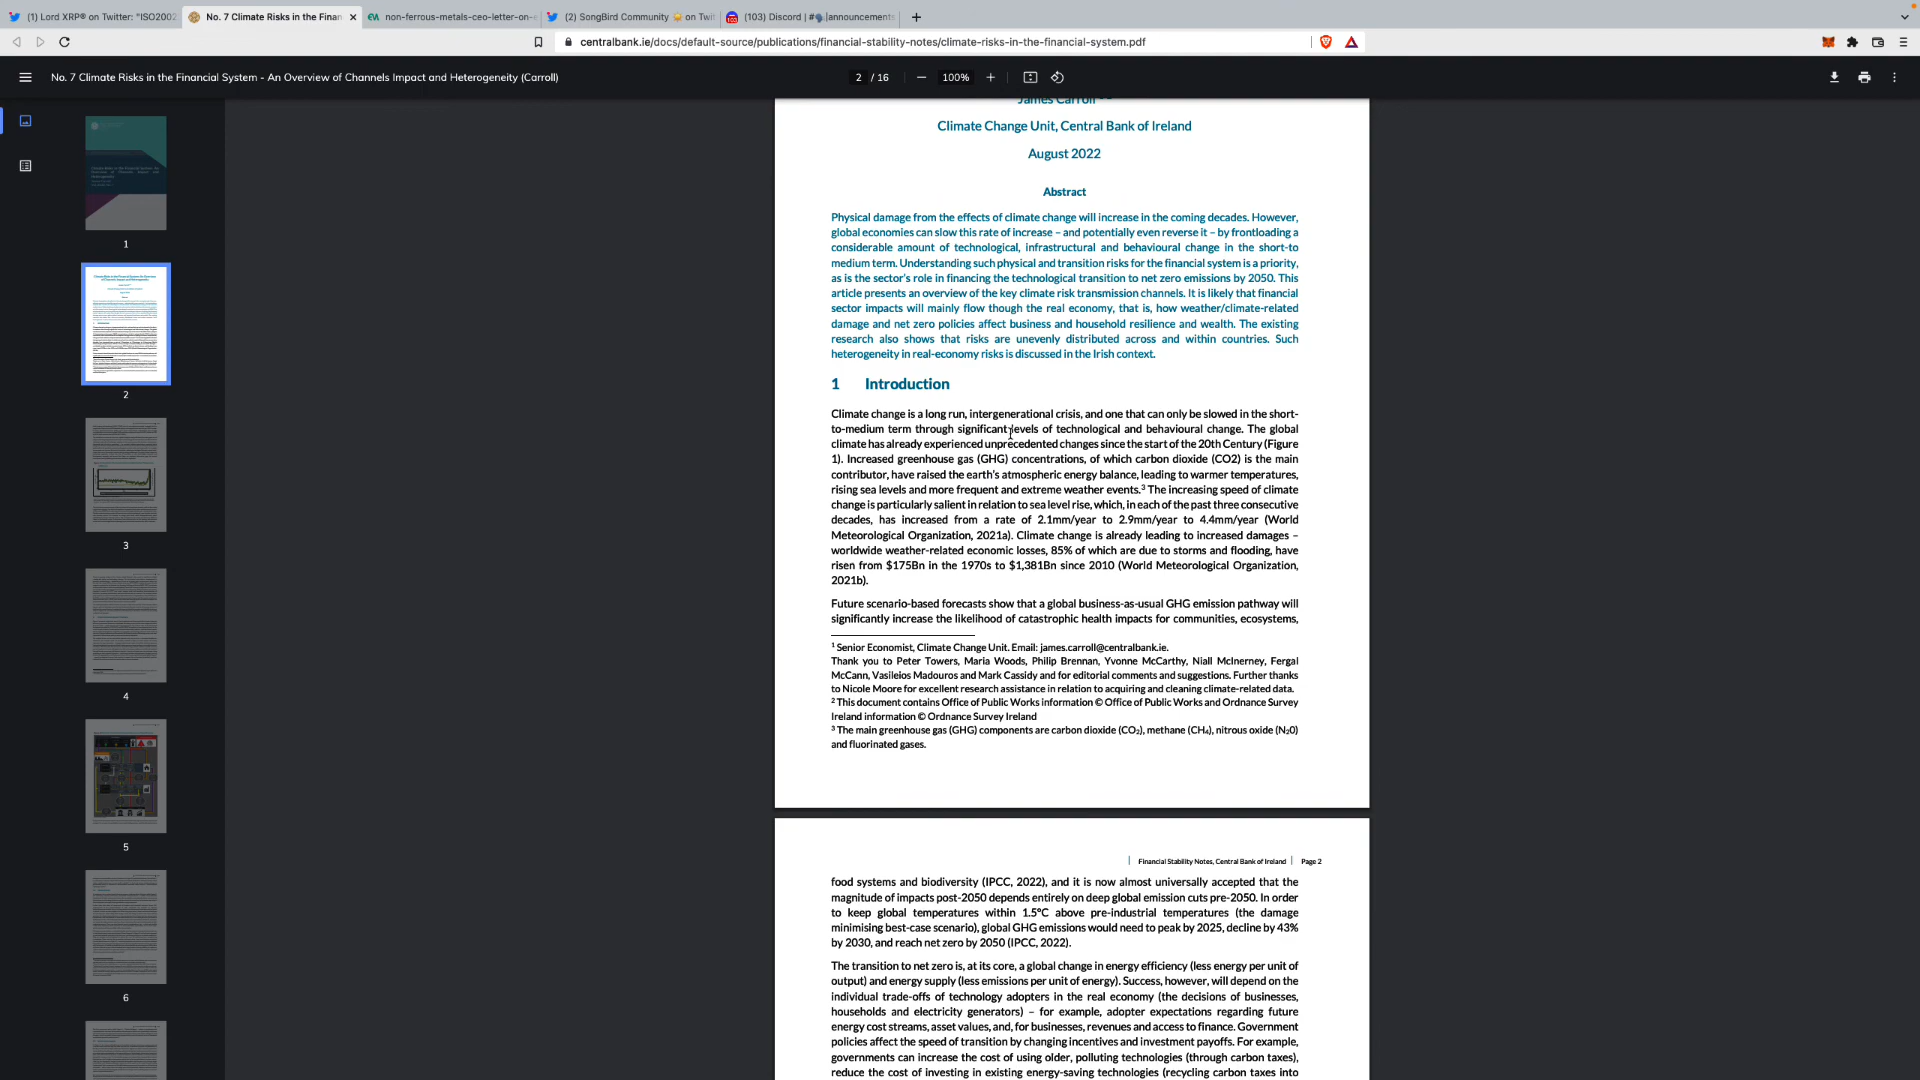 (1) Lord XRP® on Twitter: "ISO2002
No. 7 Climate Risks in the Finan
non-ferrous-metals-ceo-letter-on-e
(2) SongBird Community ☀️ on Twit
(103) Discord | #🗣️|announcements
centralbank.ie/docs/default-source/publications/financial-stability-notes/climate-risks-in-the-financial-system.pdf
No. 7 Climate Risks in the Financial System - An Overview of Channels Impact and Heterogeneity (Carroll)
2 / 16
100%
1
2
3
4
5
6
James Carroll
Climate Change Unit, Central Bank of Ireland
August 2022
Abstract
Physical damage from the effects of climate change will increase in the coming decades. However,
global economies can slow this rate of increase – and potentially even reverse it – by frontloading a
considerable amount of technological, infrastructural and behavioural change in the short-to
medium term. Understanding such physical and transition risks for the financial system is a priority,
as is the sector's role in financing the technological transition to net zero emissions by 2050. This
article presents an overview of the key climate risk transmission channels. It is likely that financial
sector impacts will mainly flow though the real economy, that is, how weather/climate-related
damage and net zero policies affect business and household resilience and wealth. The existing
research also shows that risks are unevenly distributed across and within countries. Such
heterogeneity in real-economy risks is discussed in the Irish context.
1 Introduction
Climate change is a long run, intergenerational crisis, and one that can only be slowed in the short-
to-medium term through significant levels of technological and behavioural change. The global
climate has already experienced unprecedented changes since the start of the 20th Century (Figure
1). Increased greenhouse gas (GHG) concentrations, of which carbon dioxide (CO2) is the main
contributor, have raised the earth's atmospheric energy balance, leading to warmer temperatures,
rising sea levels and more frequent and extreme weather events.³ The increasing speed of climate
change is particularly salient in relation to sea level rise, which, in each of the past three consecutive
decades, has increased from a rate of 2.1mm/year to 2.9mm/year to 4.4mm/year (World
Meteorological Organization, 2021a). Climate change is already leading to increased damages –
worldwide weather-related economic losses, 85% of which are due to storms and flooding, have
risen from $175Bn in the 1970s to $1,381Bn since 2010 (World Meteorological Organization,
2021b).
Future scenario-based forecasts show that a global business-as-usual GHG emission pathway will
significantly increase the likelihood of catastrophic health impacts for communities, ecosystems,
¹ Senior Economist, Climate Change Unit. Email: james.carroll@centralbank.ie.
Thank you to Peter Towers, Maria Woods, Philip Brennan, Yvonne McCarthy, Niall McInerney, Fergal
McCann, Vasileios Madouros and Mark Cassidy and for editorial comments and suggestions. Further thanks
to Nicole Moore for excellent research assistance in relation to acquiring and cleaning climate-related data.
² This document contains Office of Public Works information © Office of Public Works and Ordnance Survey
Ireland information © Ordnance Survey Ireland
³ The main greenhouse gas (GHG) components are carbon dioxide (CO₂), methane (CH₄), nitrous oxide (N₂0)
and fluorinated gases.
Financial Stability Notes, Central Bank of Ireland | Page 2
food systems and biodiversity (IPCC, 2022), and it is now almost universally accepted that the
magnitude of impacts post-2050 depends entirely on deep global emission cuts pre-2050. In order
to keep global temperatures within 1.5°C above pre-industrial temperatures (the damage
minimising best-case scenario), global GHG emissions would need to peak by 2025, decline by 43%
by 2030, and reach net zero by 2050 (IPCC, 2022).
The transition to net zero is, at its core, a global change in energy efficiency (less energy per unit of
output) and energy supply (less emissions per unit of energy). Success, however, will depend on the
individual trade-offs of technology adopters in the real economy (the decisions of businesses,
households and electricity generators) – for example, adopter expectations regarding future
energy cost streams, asset values, and, for businesses, revenues and access to finance. Government
policies affect the speed of transition by changing incentives and investment payoffs. For example,
governments can increase the cost of using older, polluting technologies (through carbon taxes),
reduce the cost of investing in existing energy-saving technologies (recycling carbon taxes into